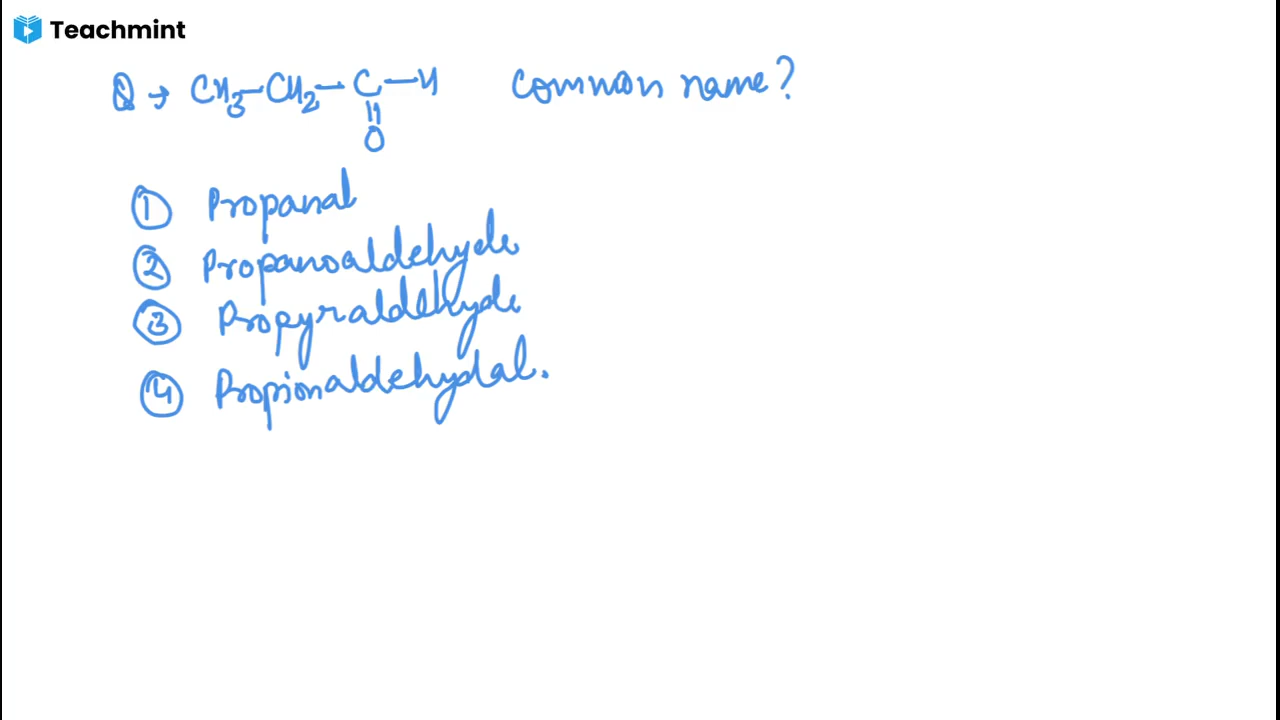 Teachmint
Q → CH3-CH2-C-H common name?
||
O
① Propanal
② Propanoaldehyde
③ Propyraldehyde
④ Propionaldehydal.